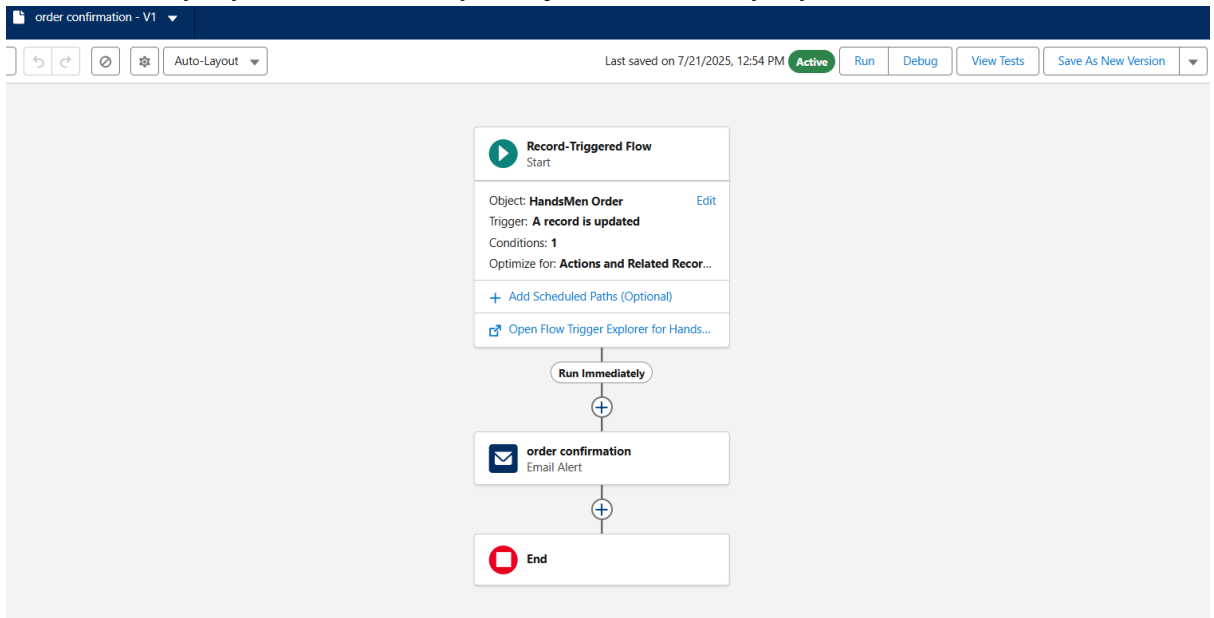 order confirmation - V1
Auto-Layout
Last saved on 7/21/2025, 12:54 PM Active Run Debug View Tests Save As New Version
Record-Triggered Flow
Start
Object: HandsMen Order Edit
Trigger: A record is updated
Conditions: 1
Optimize for: Actions and Related Recor...
Add Scheduled Paths (Optional)
Open Flow Trigger Explorer for Hands...
Run Immediately
order confirmation
Email Alert
End